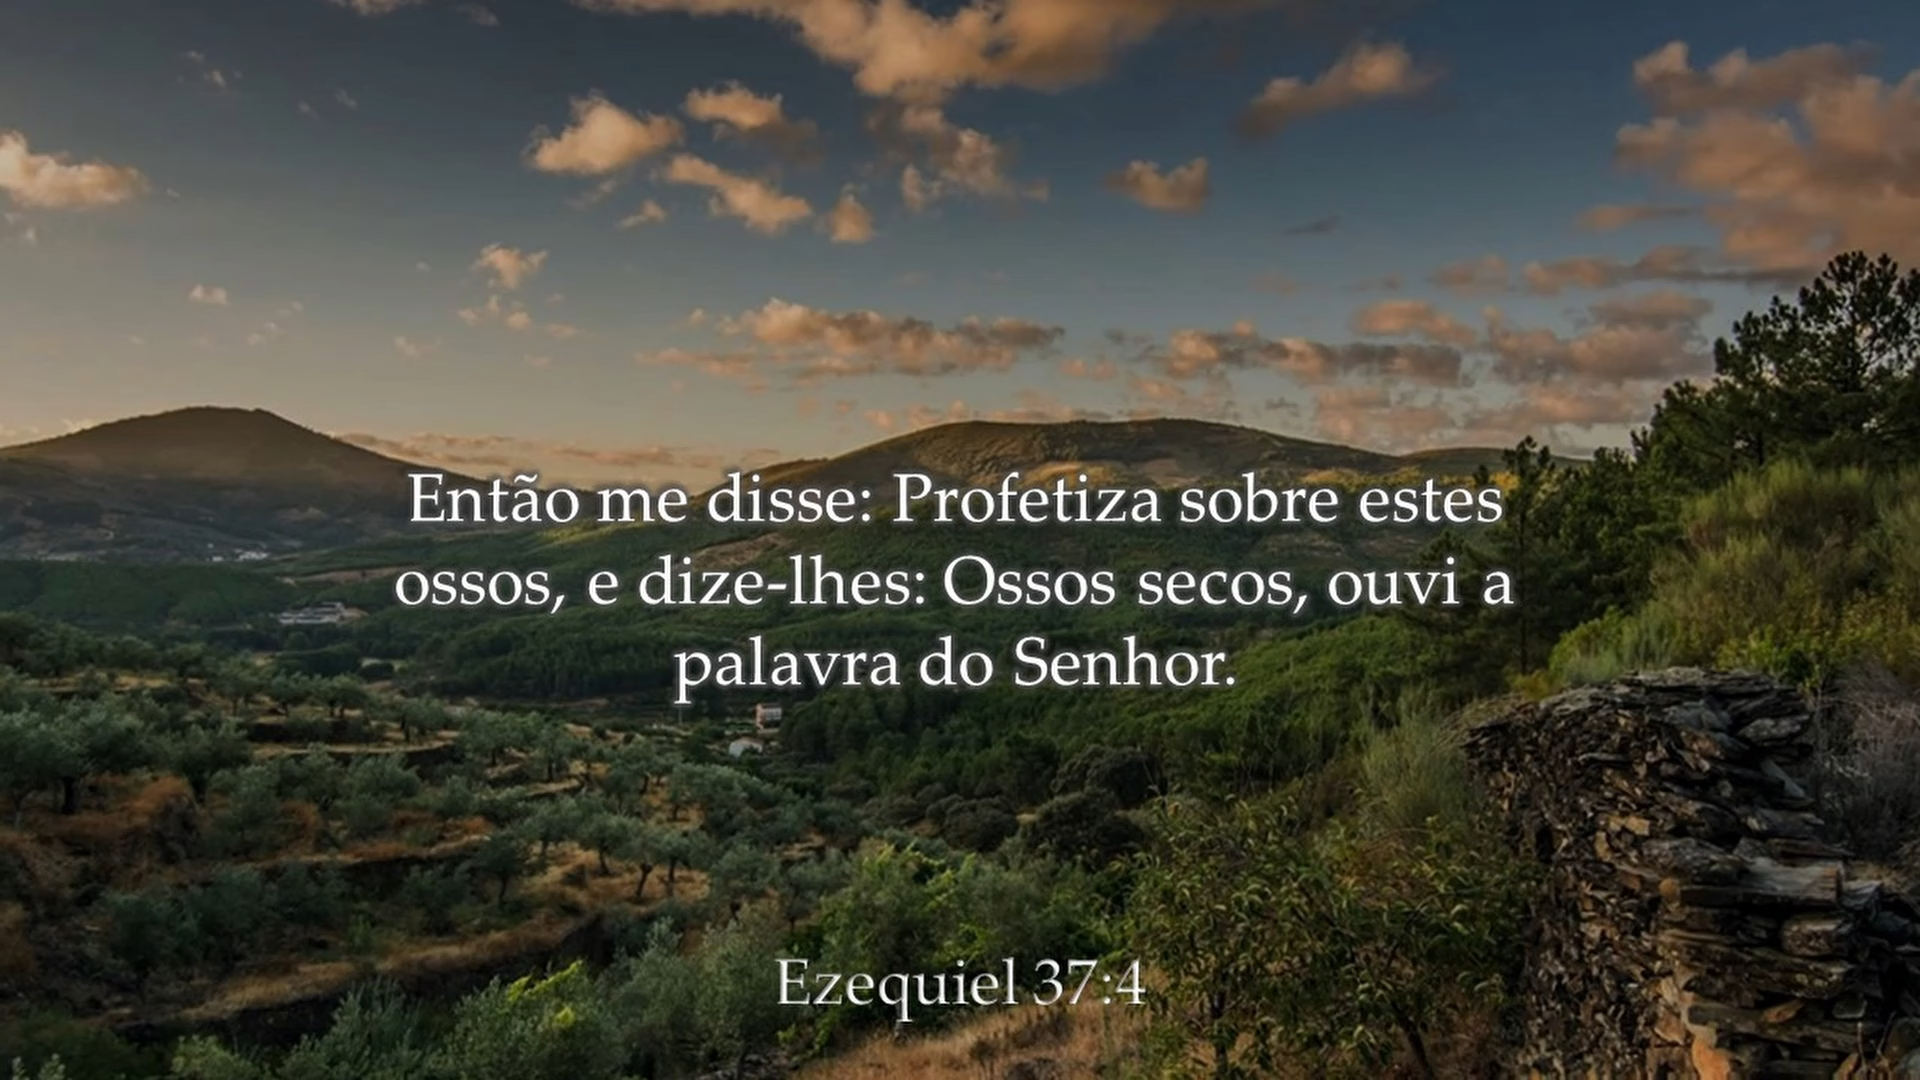 Então me disse: Profetiza sobre estes
ossos, e dize-lhes: Ossos secos, ouvi a
palavra do Senhor.
Ezequiel 37:4